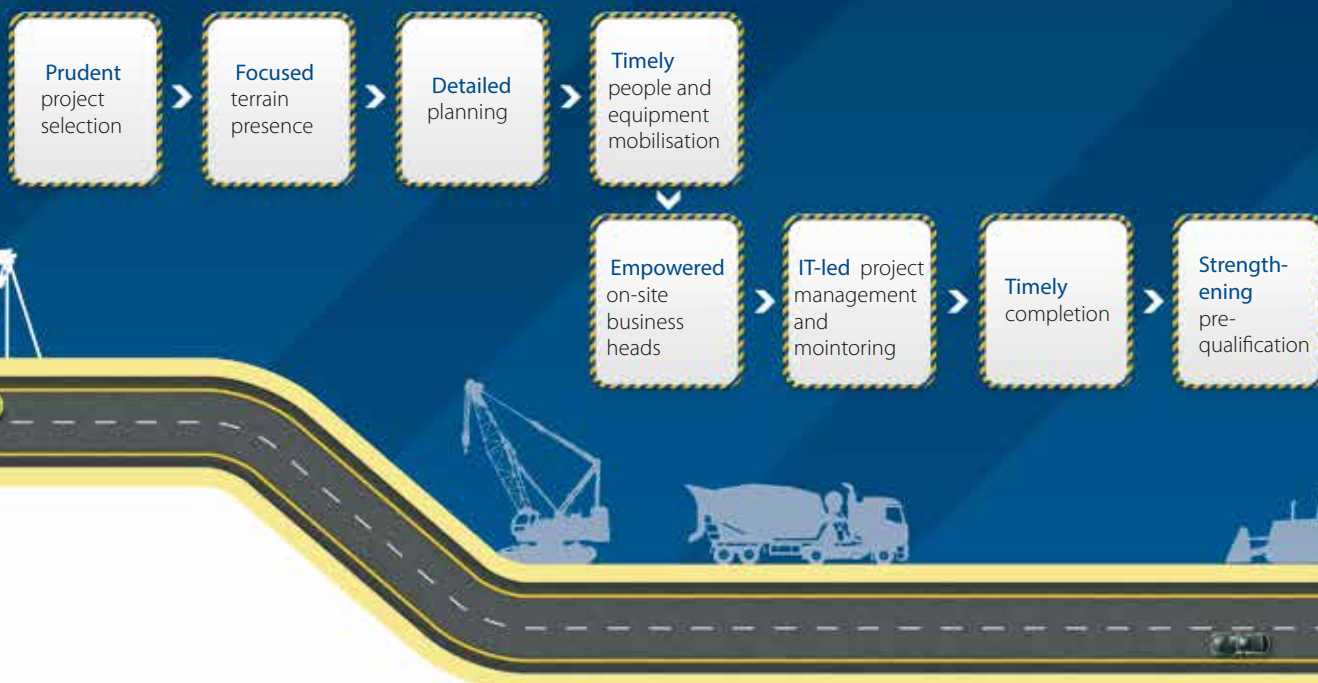 Prudent
project
selection
Focused
terrain
presence
Detailed
planning
Timely
people and
equipment
mobilisation
Empowered
on-site
business
heads
IT-led project
management
and
mointoring
Timely
completion
Strength-
ening
pre-
qualification